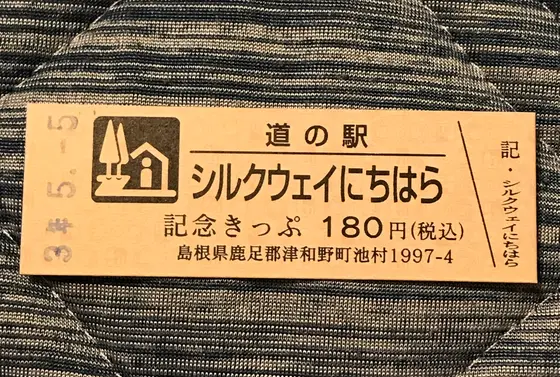 3.-5.-5
道の駅
シルクウェイにちはら
記念きっぷ 180円(税込)
島根県鹿足郡津和野町池村1997-4
記・シルクウェイにちはら